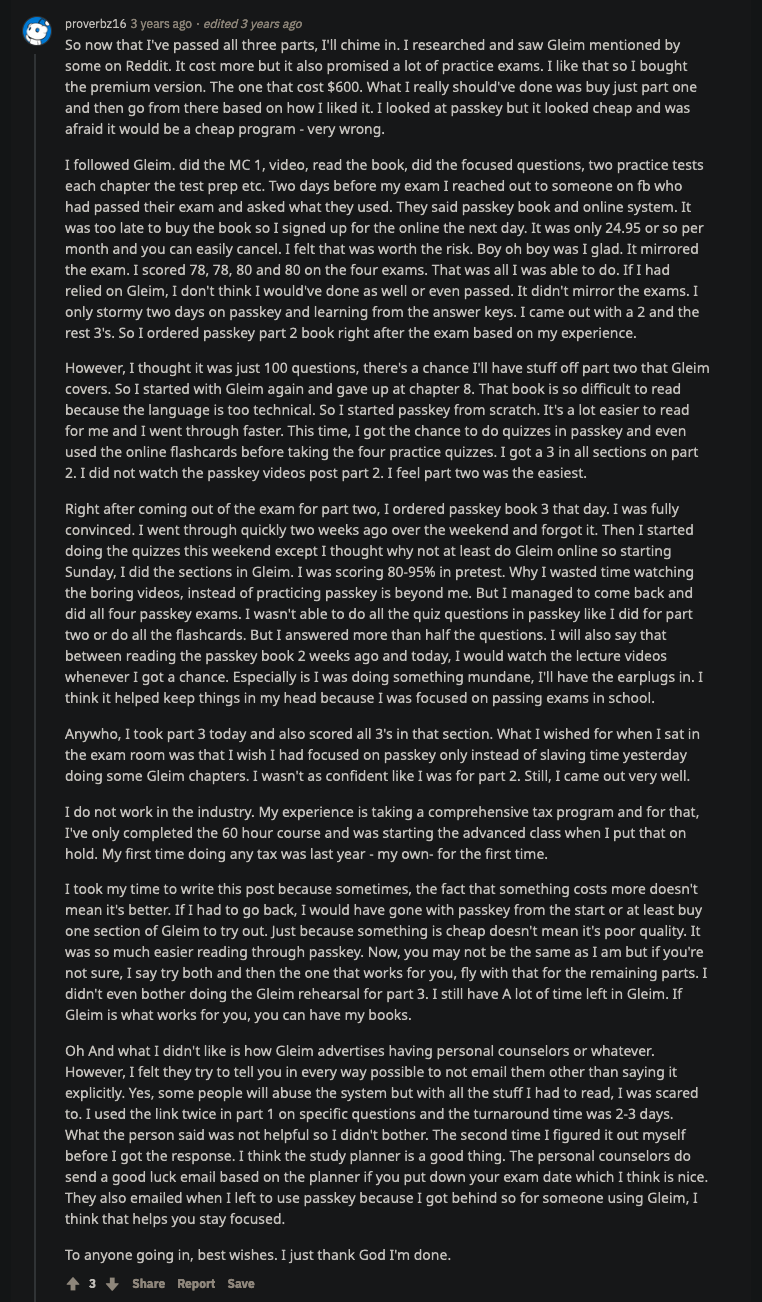 proverbz16 3 years ago · edited 3 years ago
So now that I've passed all three parts, I'll chime in. I researched and saw Gleim mentioned by
some on Reddit. It cost more but it also promised a lot of practice exams. I like that so I bought
the premium version. The one that cost $600. What I really should've done was buy just part one
and then go from there based on how I liked it. I looked at passkey but it looked cheap and was
afraid it would be a cheap program - very wrong.
I followed Gleim. did the MC 1, video, read the book, did the focused questions, two practice tests
each chapter the test prep etc. Two days before my exam I reached out to someone on fb who
had passed their exam and asked what they used. They said passkey book and online system. It
was too late to buy the book so I signed up for the online the next day. It was only 24.95 or so per
month and you can easily cancel. I felt that was worth the risk. Boy oh boy was I glad. It mirrored
the exam. I scored 78, 78, 80 and 80 on the four exams. That was all I was able to do. If I had
relied on Gleim, I don't think I would've done as well or even passed. It didn't mirror the exams. I
only stormy two days on passkey and learning from the answer keys. I came out with a 2 and the
rest 3's. So I ordered passkey part 2 book right after the exam based on my experience.
However, I thought it was just 100 questions, there's a chance I'll have stuff off part two that Gleim
covers. So I started with Gleim again and gave up at chapter 8. That book is so difficult to read
because the language is too technical. So I started passkey from scratch. It's a lot easier to read
for me and I went through faster. This time, I got the chance to do quizzes in passkey and even
used the online flashcards before taking the four practice quizzes. I got a 3 in all sections on part
2. I did not watch the passkey videos post part 2. I feel part two was the easiest.
Right after coming out of the exam for part two, I ordered passkey book 3 that day. I was fully
convinced. I went through quickly two weeks ago over the weekend and forgot it. Then I started
doing the quizzes this weekend except I thought why not at least do Gleim online so starting
Sunday, I did the sections in Gleim. I was scoring 80-95% in pretest. Why I wasted time watching
the boring videos, instead of practicing passkey is beyond me. But I managed to come back and
did all four passkey exams. I wasn't able to do all the quiz questions in passkey like I did for part
two or do all the flashcards. But I answered more than half the questions. I will also say that
between reading the passkey book 2 weeks ago and today, I would watch the lecture videos
whenever I got a chance. Especially is I was doing something mundane, I'll have the earplugs in. I
think it helped keep things in my head because I was focused on passing exams in school.
Anywho, I took part 3 today and also scored all 3's in that section. What I wished for when I sat in
the exam room was that I wish I had focused on passkey only instead of slaving time yesterday
doing some Gleim chapters. I wasn't as confident like I was for part 2. Still, I came out very well.
I do not work in the industry. My experience is taking a comprehensive tax program and for that,
I've only completed the 60 hour course and was starting the advanced class when I put that on
hold. My first time doing any tax was last year - my own- for the first time.
I took my time to write this post because sometimes, the fact that something costs more doesn't
mean it's better. If I had to go back, I would have gone with passkey from the start or at least buy
one section of Gleim to try out. Just because something is cheap doesn't mean it's poor quality. It
was so much easier reading through passkey. Now, you may not be the same as I am but if you're
not sure, I say try both and then the one that works for you, fly with that for the remaining parts. I
didn't even bother doing the Gleim rehearsal for part 3. I still have A lot of time left in Gleim. If
Gleim is what works for you, you can have my books.
Oh And what I didn't like is how Gleim advertises having personal counselors or whatever.
However, I felt they try to tell you in every way possible to not email them other than saying it
explicitly. Yes, some people will abuse the system but with all the stuff I had to read, I was scared
to. I used the link twice in part 1 on specific questions and the turnaround time was 2-3 days.
What the person said was not helpful so I didn't bother. The second time I figured it out myself
before I got the response. I think the study planner is a good thing. The personal counselors do
send a good luck email based on the planner if you put down your exam date which I think is nice.
They also emailed when I left to use passkey because I got behind so for someone using Gleim, I
think that helps you stay focused.
To anyone going in, best wishes. I just thank God I'm done.
3 Share Report Save